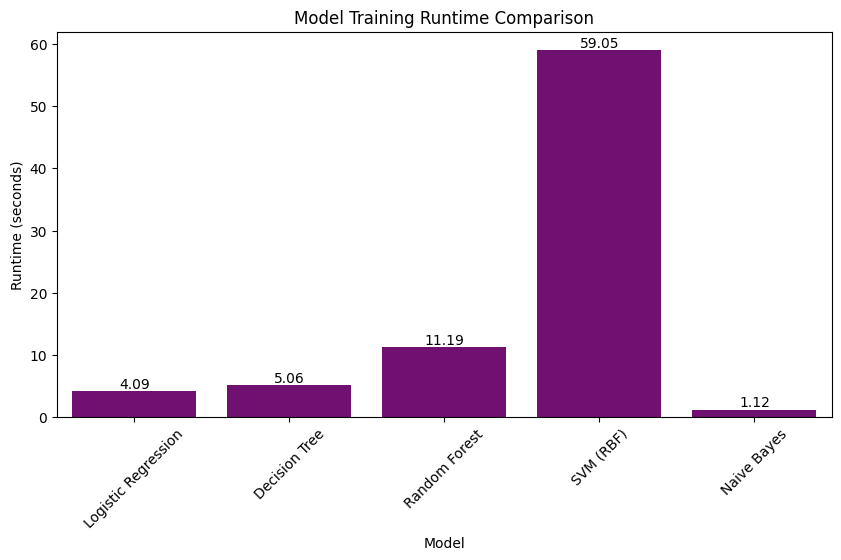 Model Training Runtime Comparison
Runtime (seconds)
60
50
40
30
20
10
0
4.09
5.06
11.19
59.05
1.12
Logistic Regression
Decision Tree
Random Forest
SVM (RBF)
Naive Bayes
Model